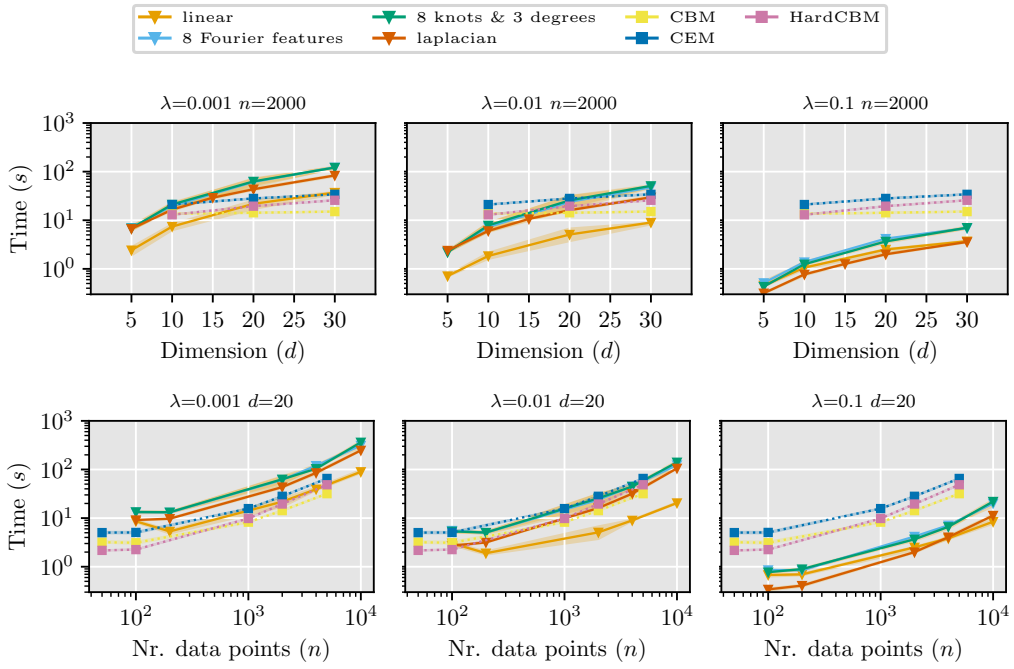 linear 8 knots & 3 degrees CBM HardCBM
8 Fourier features laplacian CEM
λ=0.001 n=2000 λ=0.01 n=2000 λ=0.1 n=2000
Time (s)
10³
10²
10¹
10⁰
5 10 15 20 25 30 5 10 15 20 25 30 5 10 15 20 25 30
Dimension (d) Dimension (d) Dimension (d)
λ=0.001 d=20 λ=0.01 d=20 λ=0.1 d=20
Time (s)
10³
10²
10¹
10⁰
10² 10³ 10⁴ 10² 10³ 10⁴ 10² 10³ 10⁴
Nr. data points (n) Nr. data points (n) Nr. data points (n)